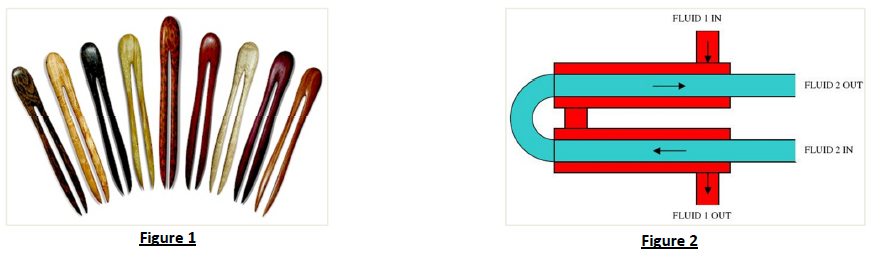 FLUID 1 IN
FLUID 2 OUT
FLUID 2 IN
FLUID 1 OUT
Figure 1
Figure 2